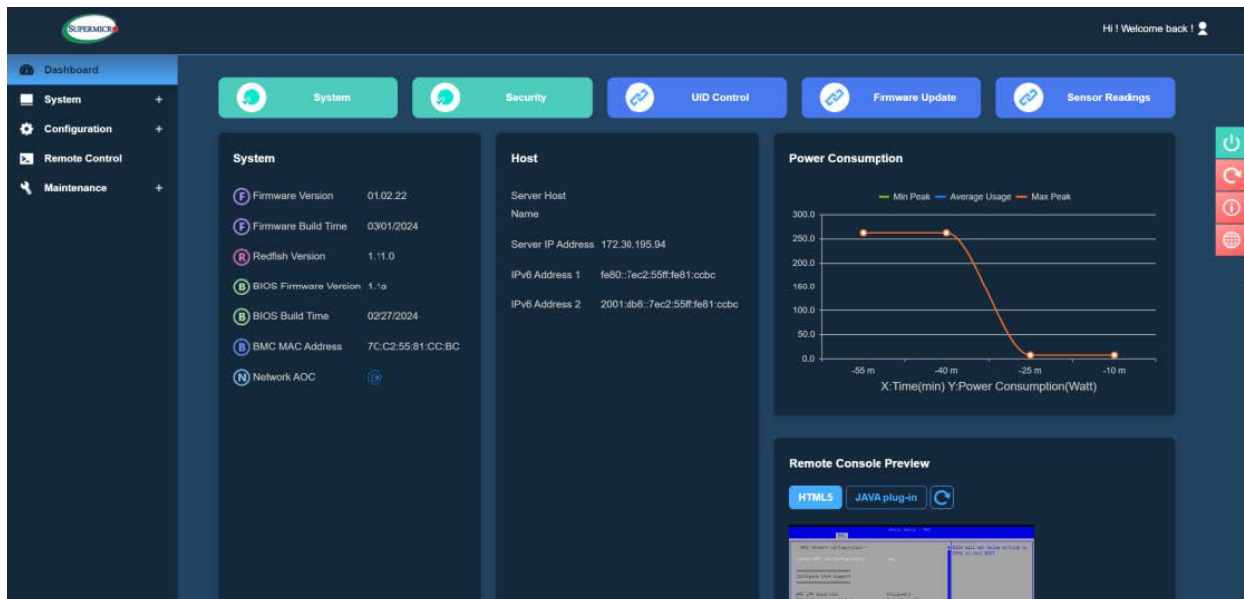 SUPERMICR
Hi ! Welcome back !
Dashboard
System +
Configuration +
Remote Control
Maintenance +
System
Security
UID Control
Firmware Update
Sensor Readings
System
F Firmware Version 01.02.22
F Firmware Build Time 03/01/2024
R Redfish Version 1.11.0
B BIOS Firmware Version 1.1a
B BIOS Build Time 02/27/2024
B BMC MAC Address 7C:C2:55:81:CC:BC
N Network AOC
Host
Server Host
Name
Server IP Address 172.30.195.94
IPv6 Address 1 fe80::7ec2:55ff:fe81:ccbc
IPv6 Address 2 2001:db8::7ec2:55ff:fe81:ccbc
Power Consumption
Min Peak Average Usage Max Peak
300.0
250.0
200.0
150.0
100.0
50.0
0.0
-55 m -40 m -25 m -10 m
X:Time(min) Y:Power Consumption(Watt)
Remote Console Preview
HTML5 JAVA plug-in